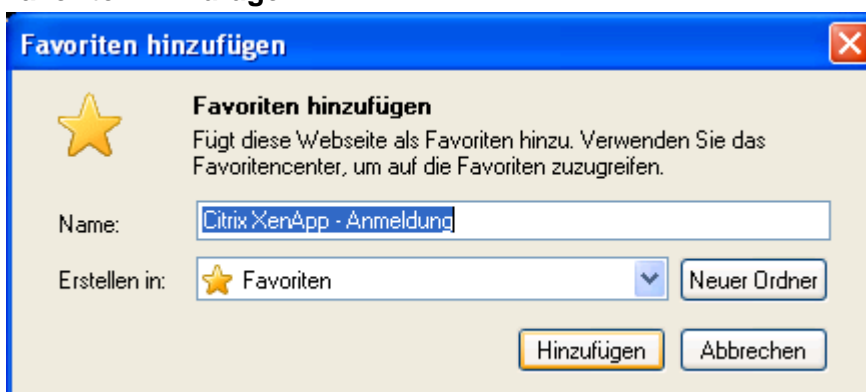 Favoriten hinzufügen
Favoriten hinzufügen
Fügt diese Webseite als Favoriten hinzu. Verwenden Sie das
Favoritencenter, um auf die Favoriten zuzugreifen.
Name: Citrix XenApp - Anmeldung
Erstellen in: Favoriten Neuer Ordner
Hinzufügen Abbrechen